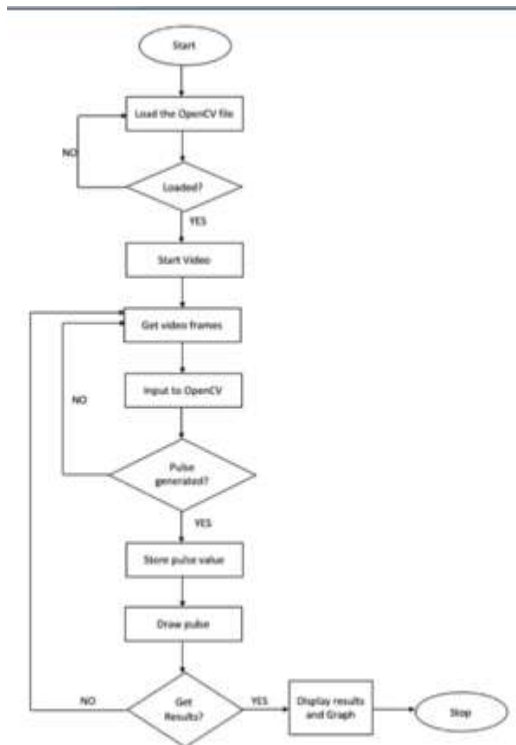 Start
Load the OpenCV file
NO
Loaded?
YES
Start Video
Get video frames
Input to OpenCV
NO
Pulse
generated?
YES
Store pulse value
Draw pulse
NO
Get
Results?
YES
Display results
and Graph
Stop